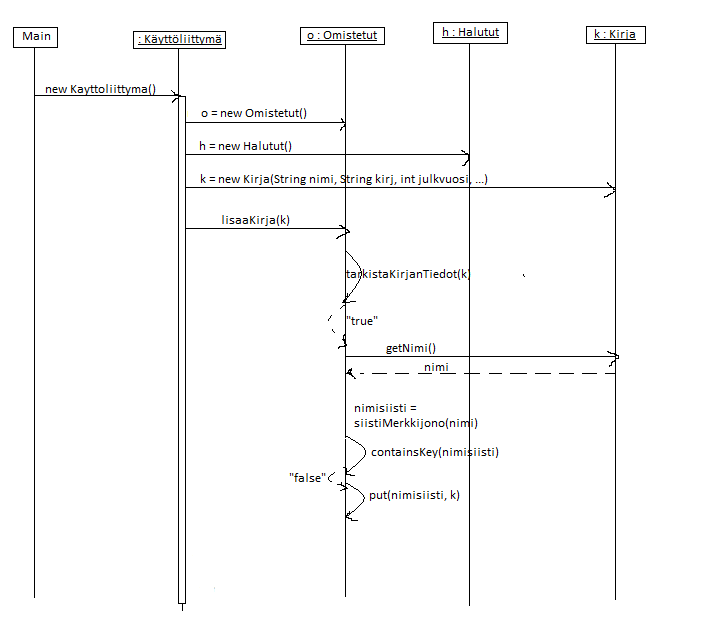 Main
: Käyttöliittymä
o : Omistetut
h : Halutut
k : Kirja
new Kayttoliittyma()
o = new Omistetut()
h = new Halutut()
k = new Kirja(String nimi, String kirj, int julkvuosi, ...)
lisaaKirja(k)
tarkistaKirjanTiedot(k)
"true"
getNimi()
nimi
nimisiisti =
siistiMerkkijono(nimi)
containsKey(nimisiisti)
"false"
put(nimisiisti, k)